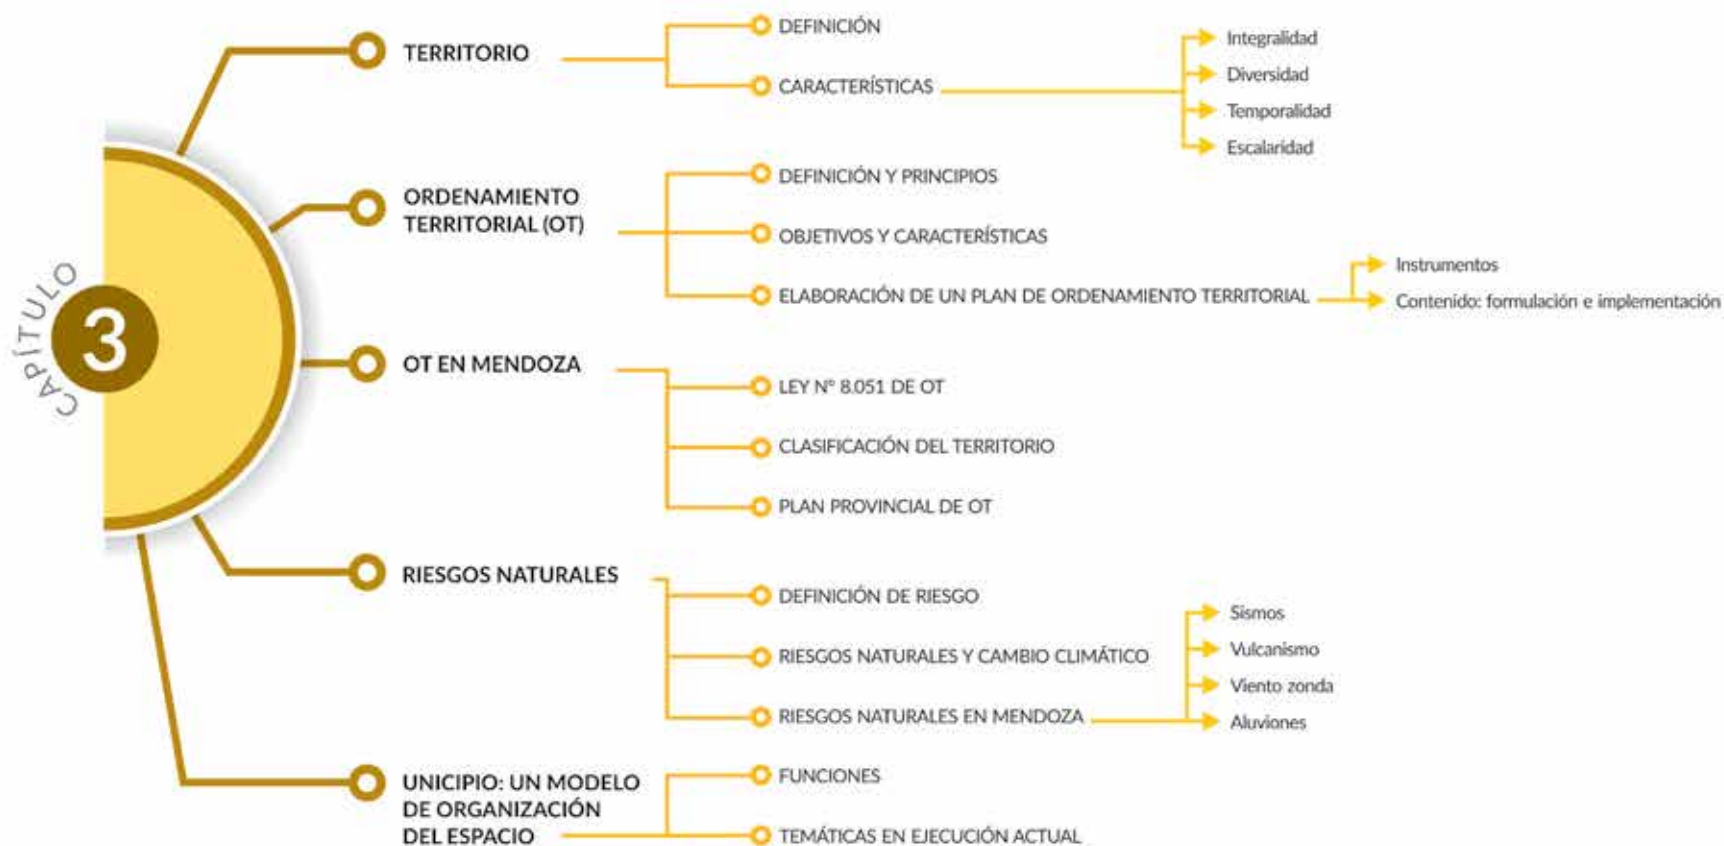 CAPÍTULO
3
TERRITORIO
DEFINICIÓN
CARACTERÍSTICAS
Integralidad
Diversidad
Temporalidad
Escalaridad
ORDENAMIENTO
TERRITORIAL (OT)
DEFINICIÓN Y PRINCIPIOS
OBJETIVOS Y CARACTERÍSTICAS
ELABORACIÓN DE UN PLAN DE ORDENAMIENTO TERRITORIAL
Instrumentos
Contenido: formulación e implementación
OT EN MENDOZA
LEY Nº 8.051 DE OT
CLASIFICACIÓN DEL TERRITORIO
PLAN PROVINCIAL DE OT
RIESGOS NATURALES
DEFINICIÓN DE RIESGO
RIESGOS NATURALES Y CAMBIO CLIMÁTICO
RIESGOS NATURALES EN MENDOZA
Sismos
Vulcanismo
Viento zonda
Aluviones
UNICIPIO: UN MODELO
DE ORGANIZACIÓN
DEL ESPACIO
FUNCIONES
TEMÁTICAS EN EJECUCIÓN ACTUAL